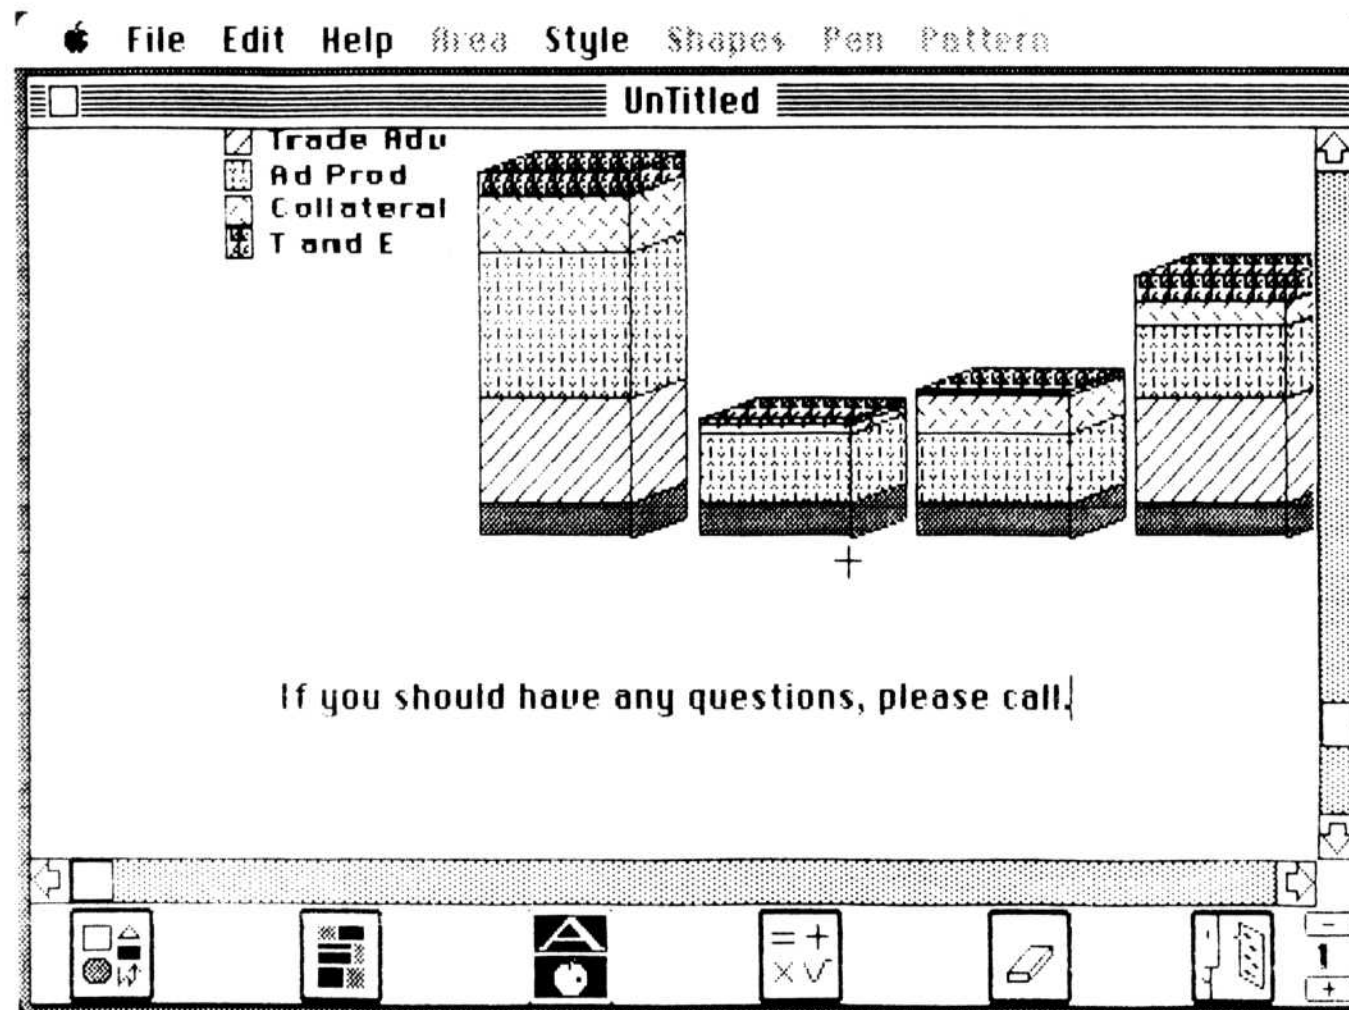 File Edit Help Area Style Shapes Pen Pattern
UnTitled
Trade Adv
Ad Prod
Collateral
T and E
If you should have any questions, please call.
A
= +
× √
-
1
+